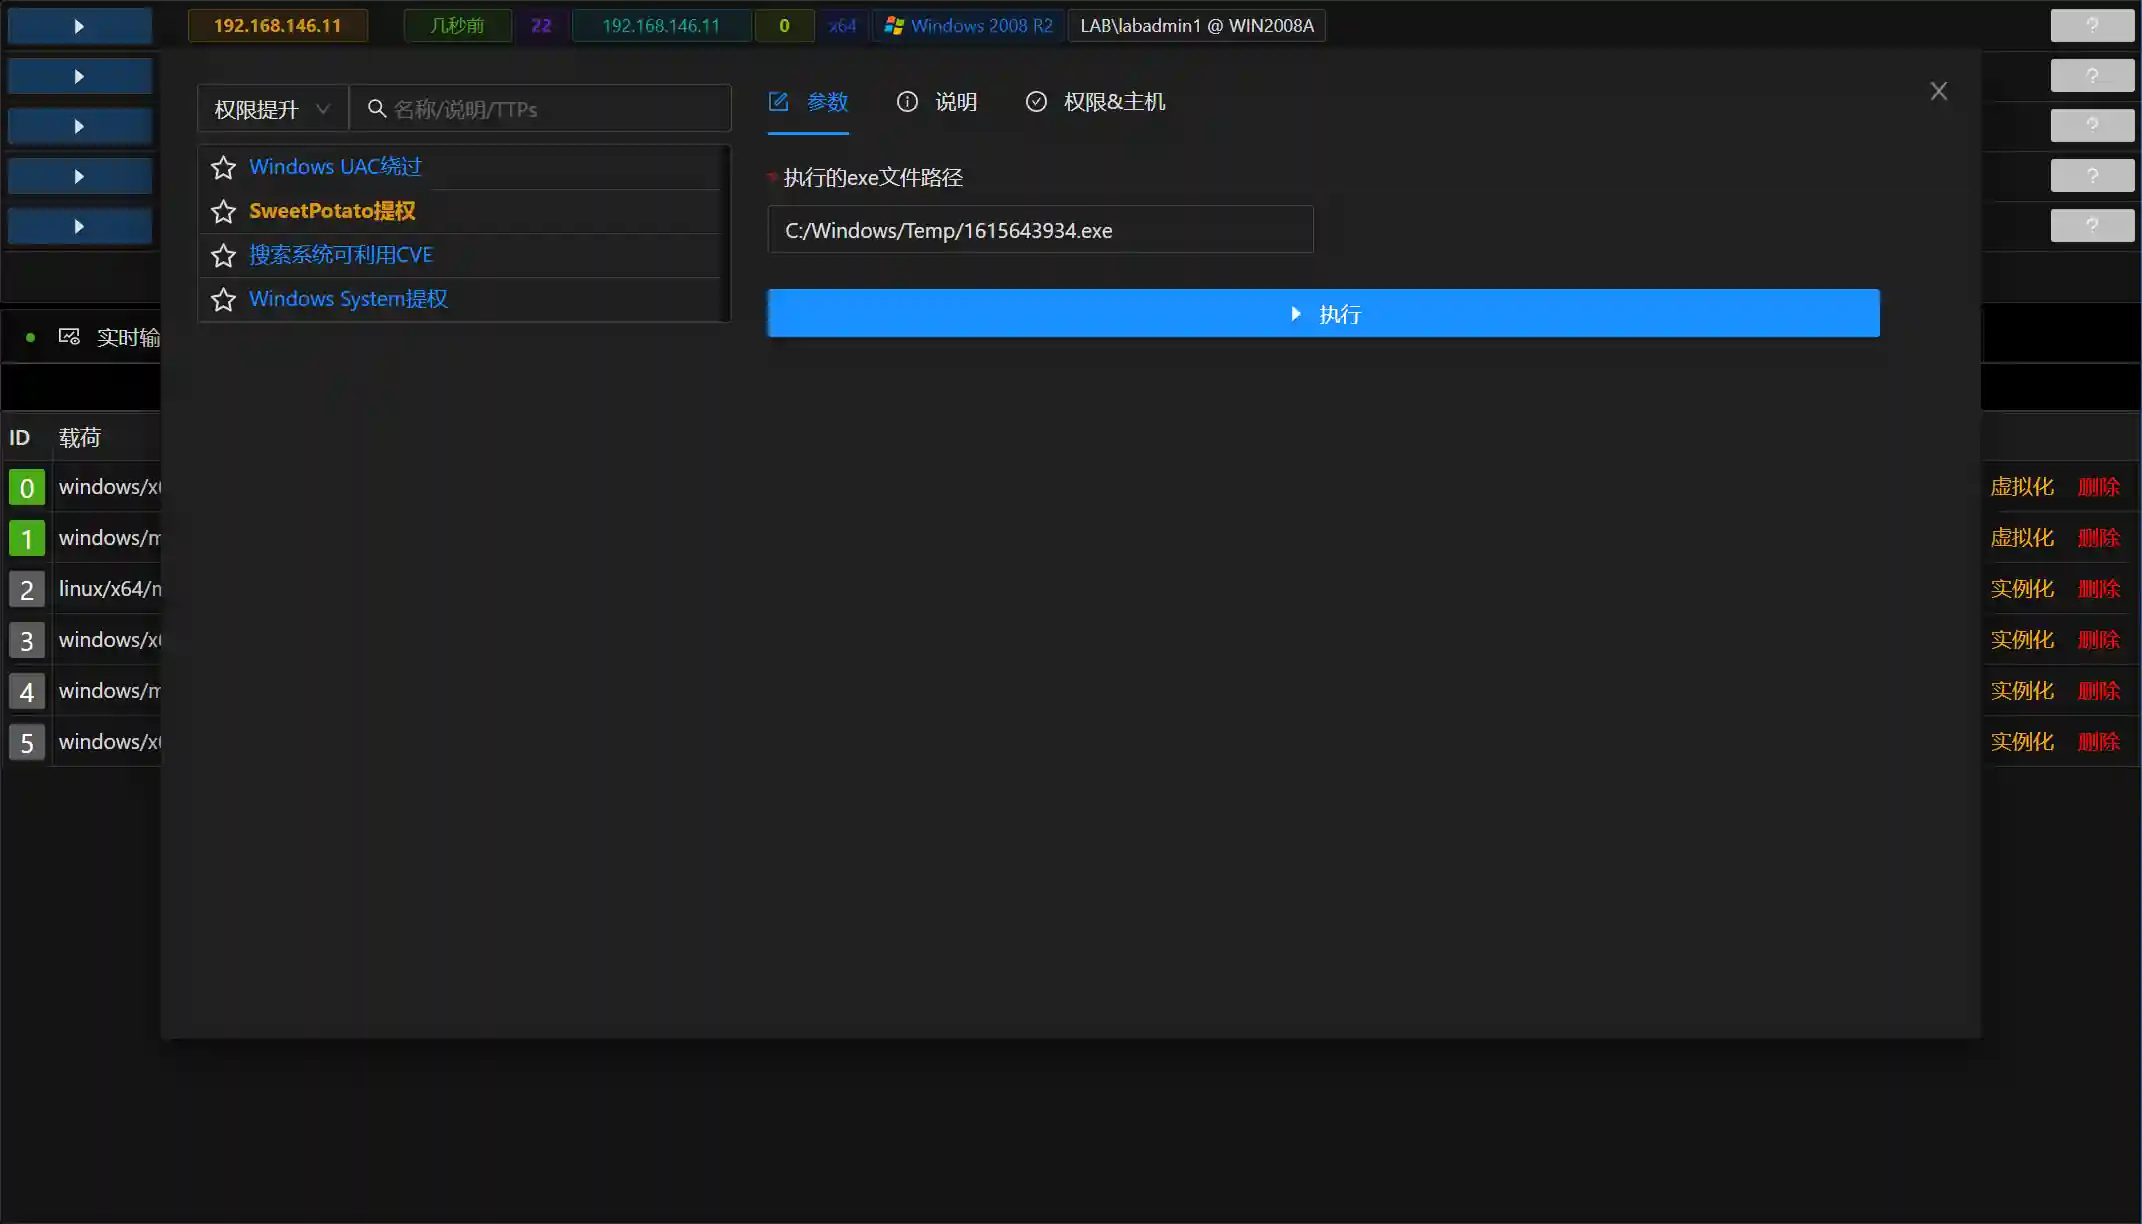 192.168.146.11 几秒前 22 192.168.146.11 0 x64 Windows 2008 R2 LAB\labadmin1 @ WIN2008A ?
?
?
?
?
权限提升 名称/说明/TTPs
Windows UAC绕过
SweetPotato提权
搜索系统可利用CVE
Windows System提权
参数 说明 权限&主机
* 执行的exe文件路径
C:/Windows/Temp/1615643934.exe
执行
实时输
ID 载荷
0 windows/x6 虚拟化 删除
1 windows/m 虚拟化 删除
2 linux/x64/m 实例化 删除
3 windows/x6 实例化 删除
4 windows/m 实例化 删除
5 windows/x6 实例化 删除